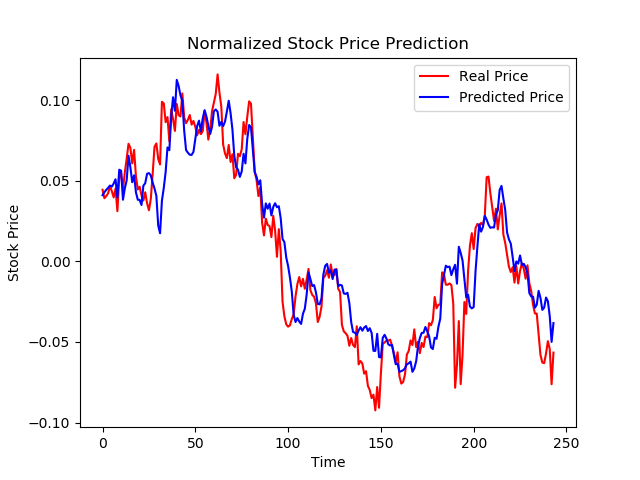 Normalized Stock Price Prediction
Real Price
Predicted Price
Stock Price
0.10
0.05
0.00
−0.05
−0.10
0
50
100
150
200
250
Time